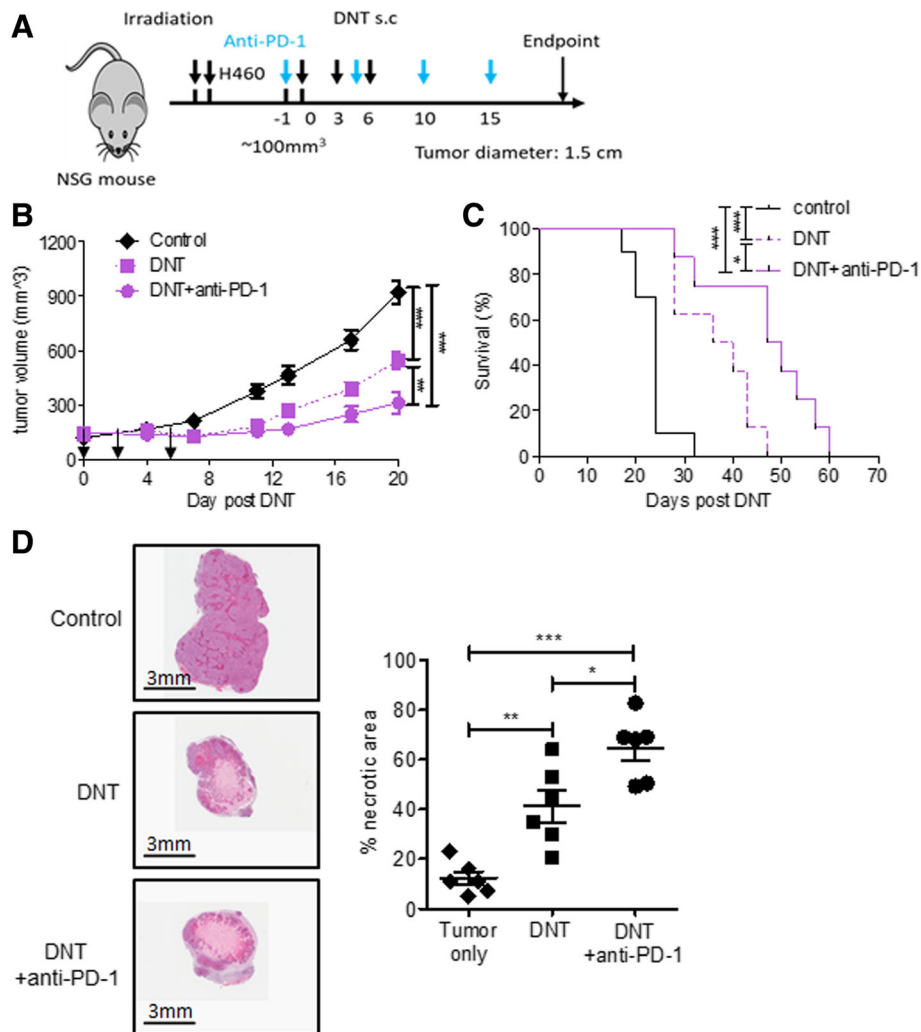 A
Irradiation
DNT s.c
Anti-PD-1
Endpoint
H460
-1 0 3 6 10 15
~100mm³
Tumor diameter: 1.5 cm
NSG mouse
B
Control
DNT
DNT+anti-PD-1
tumor volume (mm^3)
1200
900
600
300
0
0 4 8 12 16 20
Day post DNT
***
**
***
C
control
DNT
DNT+anti-PD-1
***
***
*
Survival (%)
100
80
60
40
20
0
0 10 20 30 40 50 60 70
Days post DNT
D
Control
3mm
DNT
3mm
DNT
+anti-PD-1
3mm
% necrotic area
100
80
60
40
20
0
***
*
**
Tumor
only
DNT
DNT
+anti-PD-1